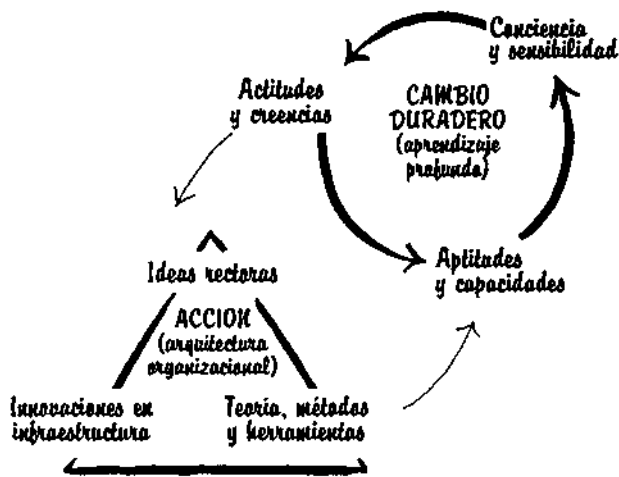 Conciencia
y sensibilidad
Actitudes
y creencias
CAMBIO
DURADERO
(aprendizaje
profundo)
Aptitudes
y capacidades
Ideas rectoras
ACCION
(arquitectura
organizacional)
Innovaciones en
infraestructura
Teoría, métodos
y herramientas